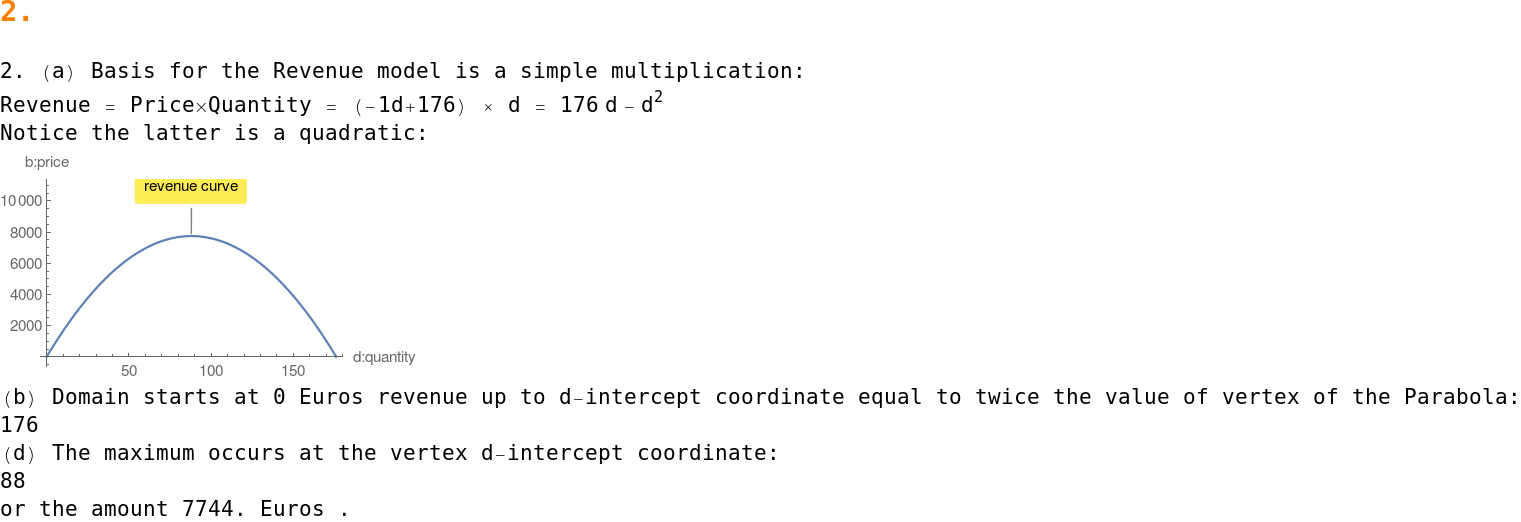 2.
2. (a) Basis for the Revenue model is a simple multiplication:
Revenue = Price×Quantity = (-1d+176) × d = 176 d - d²
Notice the latter is a quadratic:
b:price
revenue curve
10000
8000
6000
4000
2000
50 100 150
d:quantity
(b) Domain starts at 0 Euros revenue up to d-intercept coordinate equal to twice the value of vertex of the Parabola:
176
(d) The maximum occurs at the vertex d-intercept coordinate:
88
or the amount 7744. Euros .